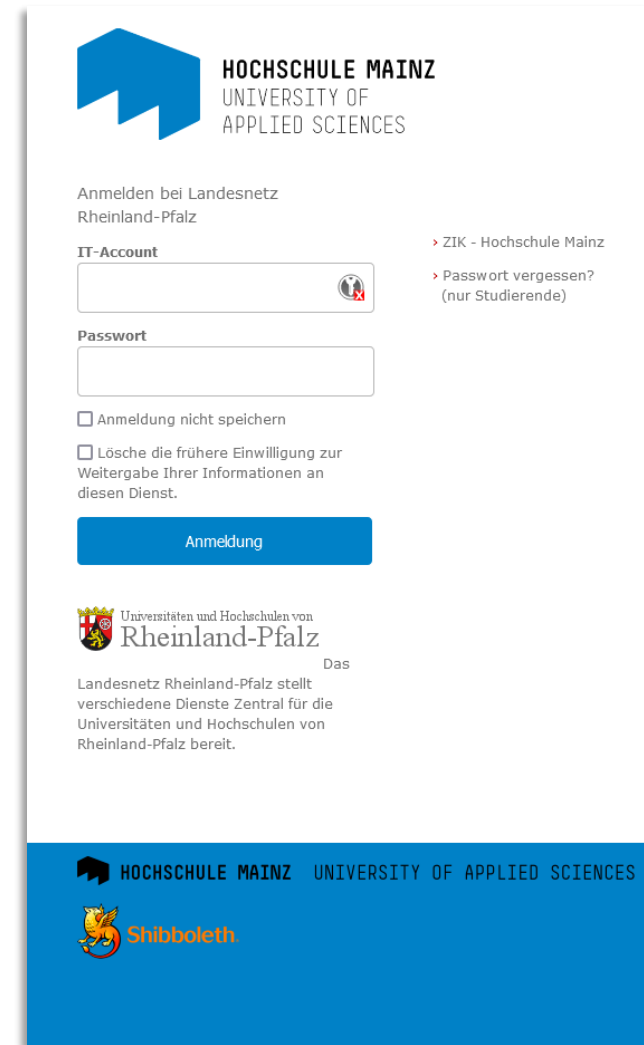 HOCHSCHULE MAINZ
UNIVERSITY OF
APPLIED SCIENCES
Anmelden bei Landesnetz
Rheinland-Pfalz
IT-Account
Passwort
Anmeldung nicht speichern
Lösche die frühere Einwilligung zur
Weitergabe Ihrer Informationen an
diesen Dienst.
Anmeldung
› ZIK - Hochschule Mainz
› Passwort vergessen?
(nur Studierende)
Universitäten und Hochschulen von
Rheinland-Pfalz
Das
Landesnetz Rheinland-Pfalz stellt
verschiedene Dienste Zentral für die
Universitäten und Hochschulen von
Rheinland-Pfalz bereit.
HOCHSCHULE MAINZ UNIVERSITY OF APPLIED SCIENCES
Shibboleth.